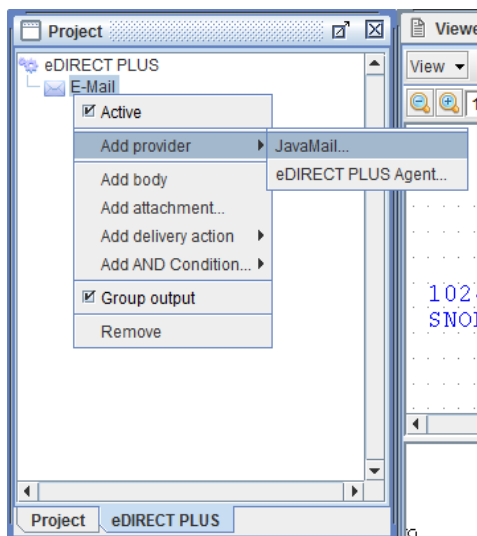 Project
Viewe
eDIRECT PLUS
View
E-Mail
Active
Add provider
JavaMail...
Add body
eDIRECT PLUS Agent...
Add attachment...
Add delivery action
Add AND Condition...
Group output
Remove
102
SNO
Project
eDIRECT PLUS